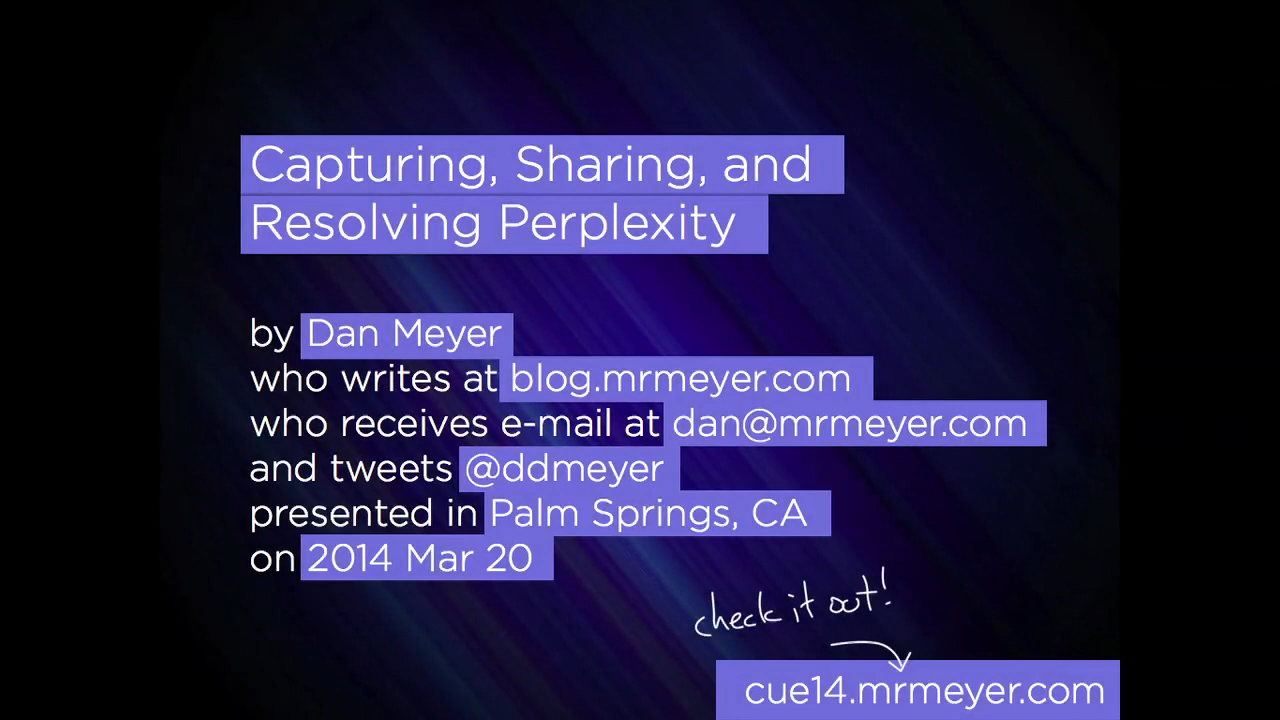 Capturing, Sharing, and
Resolving Perplexity
by Dan Meyer
who writes at blog.mrmeyer.com
who receives e-mail at dan@mrmeyer.com
and tweets @ddmeyer
presented in Palm Springs, CA
on 2014 Mar 20
check it out!
cue14.mrmeyer.com